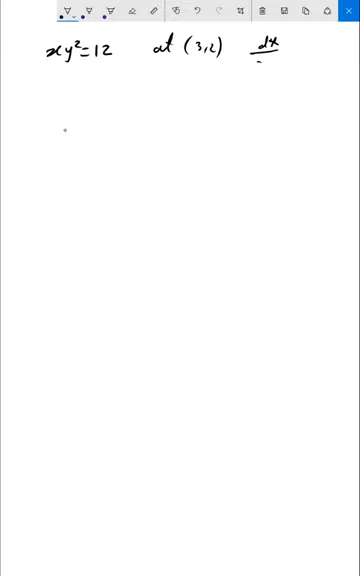 xy²=12 at (3,2) dx